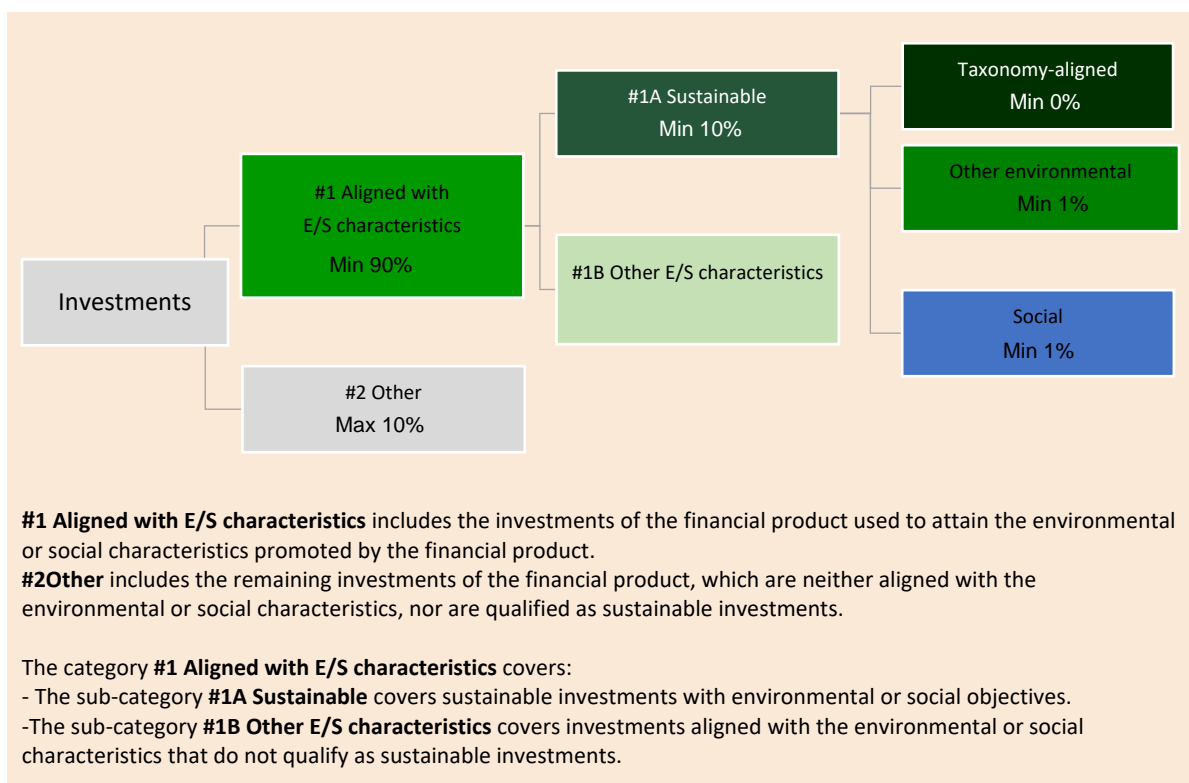 Investments
#1 Aligned with
E/S characteristics
Min 90%
#2 Other
Max 10%
#1A Sustainable
Min 10%
#1B Other E/S characteristics
Taxonomy-aligned
Min 0%
Other environmental
Min 1%
Social
Min 1%
#1 Aligned with E/S characteristics includes the investments of the financial product used to attain the environmental
or social characteristics promoted by the financial product.
#2Other includes the remaining investments of the financial product, which are neither aligned with the
environmental or social characteristics, nor are qualified as sustainable investments.
The category #1 Aligned with E/S characteristics covers:
- The sub-category #1A Sustainable covers sustainable investments with environmental or social objectives.
-The sub-category #1B Other E/S characteristics covers investments aligned with the environmental or social
characteristics that do not qualify as sustainable investments.